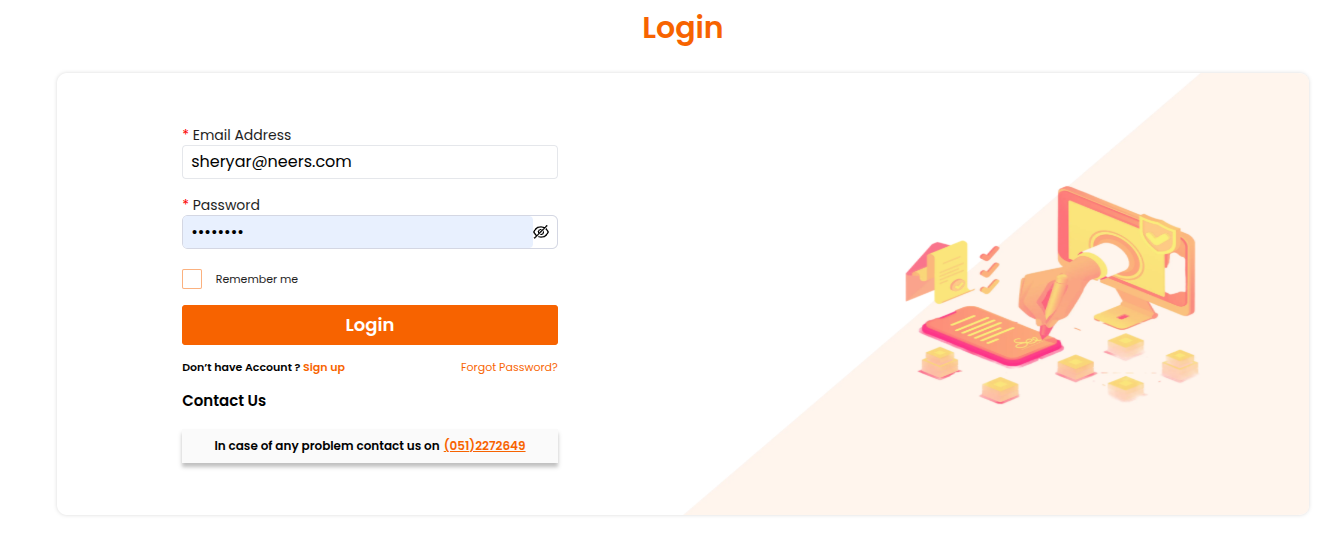 Login
* Email Address
sheryar@neers.com
* Password
••••••••
Remember me
Login
Don't have Account ? Sign up
Forgot Password?
Contact Us
In case of any problem contact us on (051)2272649